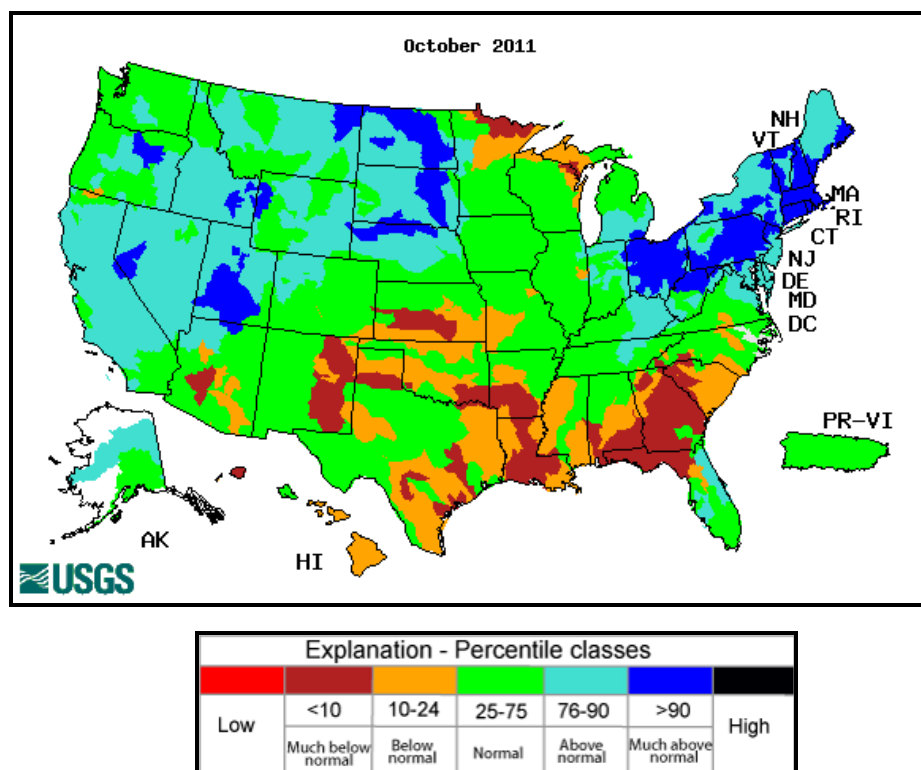 October 2011
NH
VT
MA
RI
CT
NJ
DE
MD
DC
PR-VI
AK
HI
USGS
Explanation - Percentile classes
Low <10 10-24 25-75 76-90 >90 High
Much below normal Below normal Normal Above normal Much above normal